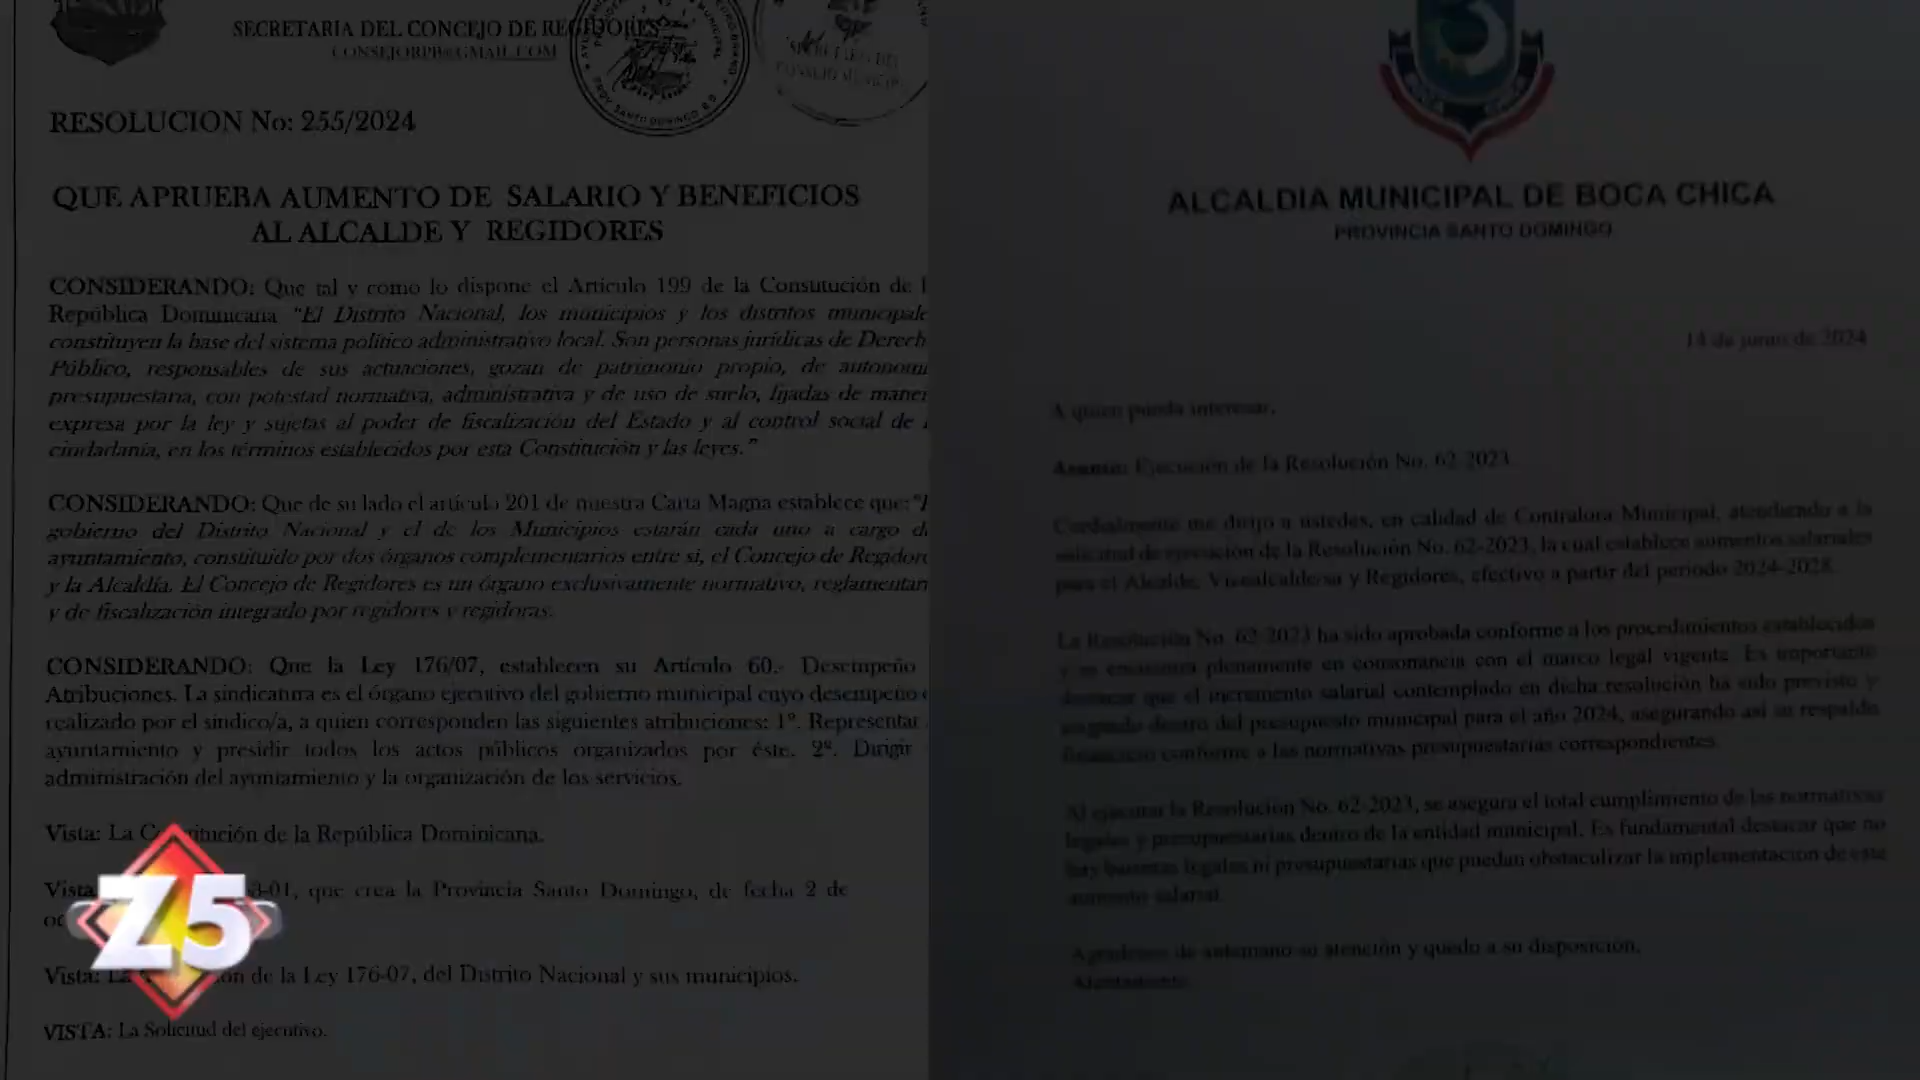 SECRETARIA DEL CONCEJO DE REGIDORES
CONSEJORPB@GMAIL.COM
RESOLUCION No: 255/2024
QUE APRUEBA AUMENTO DE SALARIO Y BENEFICIOS
AL ALCALDE Y REGIDORES
CONSIDERANDO: Que tal y como lo dispone el Artículo 199 de la Constitución de l
República Dominicana "El Distrito Nacional, los municipios y los distritos municipale
constituyen la base del sistema político administrativo local. Son personas jurídicas de Derech
Público, responsables de sus actuaciones, gozan de patrimonio propio, de autonomí
presupuestaria, con potestad normativa, administrativa y de uso de suelo, fijadas de maner
expresa por la ley y sujetas al poder de fiscalización del Estado y al control social de
ciudadanía, en los términos establecidos por esta Constitución y las leyes."
CONSIDERANDO: Que de su lado el artículo 201 de nuestra Carta Magna establece que:
gobierno del Distrito Nacional y el de los Municipios estarán cada uno a cargo d
ayuntamiento, constituido por dos órganos complementarios entre sí, el Concejo de Regidor
y la Alcaldía. El Concejo de Regidores es un órgano exclusivamente normativo, reglamentar
y de fiscalización integrado por regidores y regidoras.
CONSIDERANDO: Que la Ley 176/07, establecen su Artículo 60.- Desempeño
Atribuciones. La sindicatura es el órgano ejecutivo del gobierno municipal cuyo desempeño
realizado por el síndico/a, a quien corresponden las siguientes atribuciones: 1º. Representar
ayuntamiento y presidir todos los actos públicos organizados por éste. 2º. Dirigir
administración del ayuntamiento y la organización de los servicios.
Vista: La Constitución de la República Dominicana.
Vista 3-01, que crea la Provincia Santo Domingo, de fecha 2 de
oc
Vista: La ón de la Ley 176-07, del Distrito Nacional y sus municipios.
VISTA: La Solicitud del ejecutivo.
Z5
BOCA CHICA
ALCALDIA MUNICIPAL DE BOCA CHICA
PROVINCIA SANTO DOMINGO
14 de junio de 2024
A quien pueda interesar,
Asunto: Ejecución de la Resolución No. 62-2023.
Cordialmente me dirijo a ustedes, en calidad de Contralora Municipal, atendiendo a la
solicitud de ejecución de la Resolución No. 62-2023, la cual establece aumentos salariales
para el Alcalde, Vicealcalde/sa y Regidores, efectivo a partir del periodo 2024-2028.
La Resolución No. 62-2023 ha sido aprobada conforme a los procedimientos establecidos
y se encuentra plenamente en consonancia con el marco legal vigente. Es importante
destacar que el incremento salarial contemplado en dicha resolución ha sido previsto y
asignado dentro del presupuesto municipal para el año 2024, asegurando así su respaldo
financiero conforme a las normativas presupuestarias correspondientes.
Al ejecutar la Resolución No. 62-2023, se asegura el total cumplimiento de las normativas
legales y presupuestarias dentro de la entidad municipal. Es fundamental destacar que no
hay barreras legales ni presupuestarias que puedan obstaculizar la implementación de este
aumento salarial.
Agradezco de antemano su atención y quedo a su disposición.
Atentamente